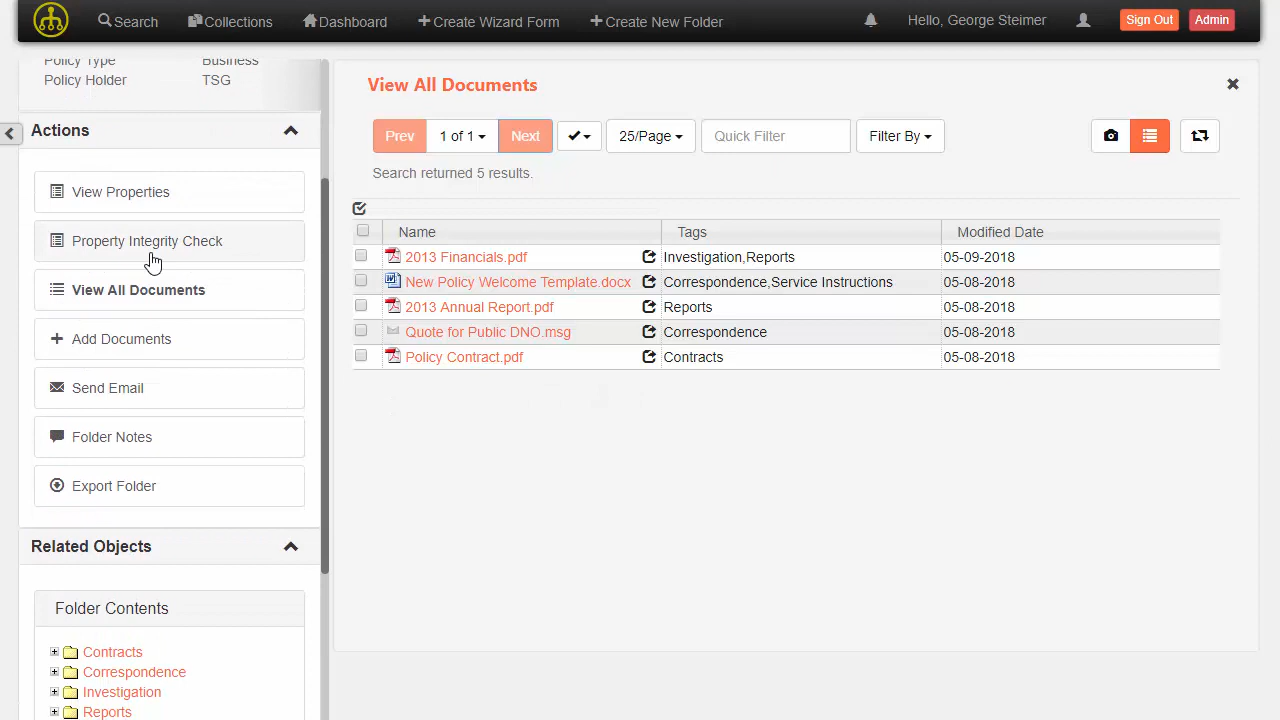 Search Collections Dashboard Create Wizard Form Create New Folder Hello, George Steimer Sign Out Admin
Policy Type Business
Policy Holder TSG
Actions
View Properties
Property Integrity Check
View All Documents
Add Documents
Send Email
Folder Notes
Export Folder
Related Objects
Folder Contents
Contracts
Correspondence
Investigation
Reports
View All Documents
Prev 1 of 1 Next 25/Page Quick Filter Filter By
Search returned 5 results.
Name Tags Modified Date
2013 Financials.pdf Investigation,Reports 05-09-2018
New Policy Welcome Template.docx Correspondence,Service Instructions 05-08-2018
2013 Annual Report.pdf Reports 05-08-2018
Quote for Public DNO.msg Correspondence 05-08-2018
Policy Contract.pdf Contracts 05-08-2018